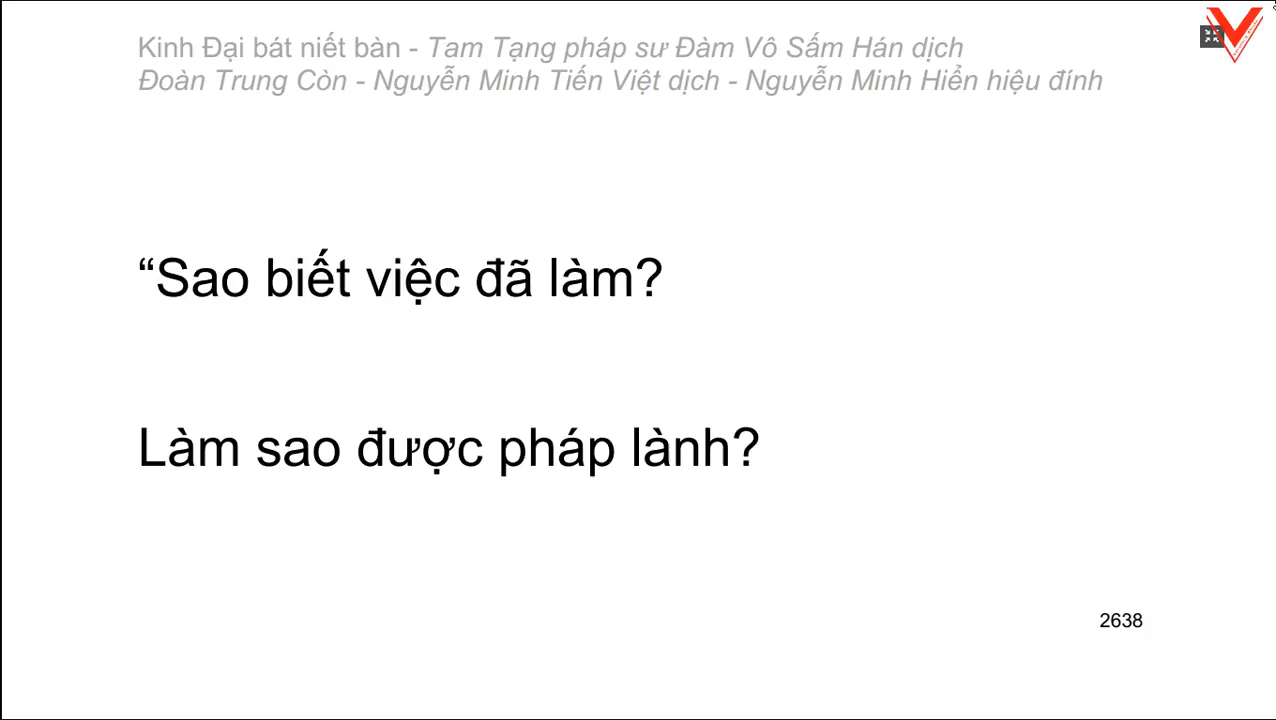 Kinh Đại bát niết bàn - Tam Tạng pháp sư Đàm Vô Sấm Hán dịch
Đoàn Trung Còn - Nguyễn Minh Tiến Việt dịch - Nguyễn Minh Hiển hiệu đính
“Sao biết việc đã làm?
Làm sao được pháp lành?
2638